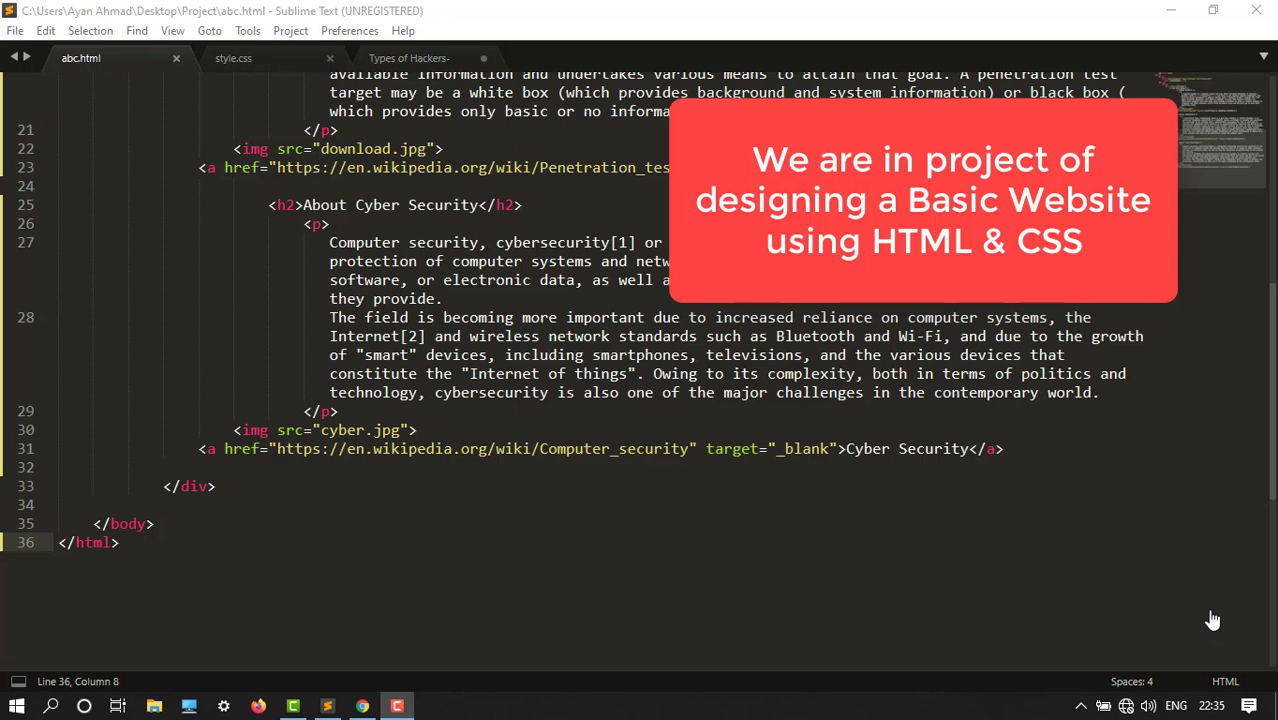 C:\Users\Ayan Ahmad\Desktop\Project\abc.html - Sublime Text (UNREGISTERED)
File Edit Selection Find View Goto Tools Project Preferences Help
abc.html style.css Types of Hackers-
available information and undertakes various means to attain that goal. A penetration test
target may be a white box (which provides background and system information) or black box (
which provides only basic or no informa
21 </p>
22 <img src="download.jpg">
23 <a href="https://en.wikipedia.org/wiki/Penetration_tes
24
25 <h2>About Cyber Security</h2>
26 <p>
27 Computer security, cybersecurity[1] or
protection of computer systems and netw
software, or electronic data, as well a
they provide.
28 The field is becoming more important due to increased reliance on computer systems, the
Internet[2] and wireless network standards such as Bluetooth and Wi-Fi, and due to the growth
of "smart" devices, including smartphones, televisions, and the various devices that
constitute the "Internet of things". Owing to its complexity, both in terms of politics and
technology, cybersecurity is also one of the major challenges in the contemporary world.
29 </p>
30 <img src="cyber.jpg">
31 <a href="https://en.wikipedia.org/wiki/Computer_security" target="_blank">Cyber Security</a>
32
33 </div>
34
35 </body>
36 </html>
We are in project of
designing a Basic Website
using HTML & CSS
Line 36, Column 8 Spaces: 4 HTML
ENG 22:35